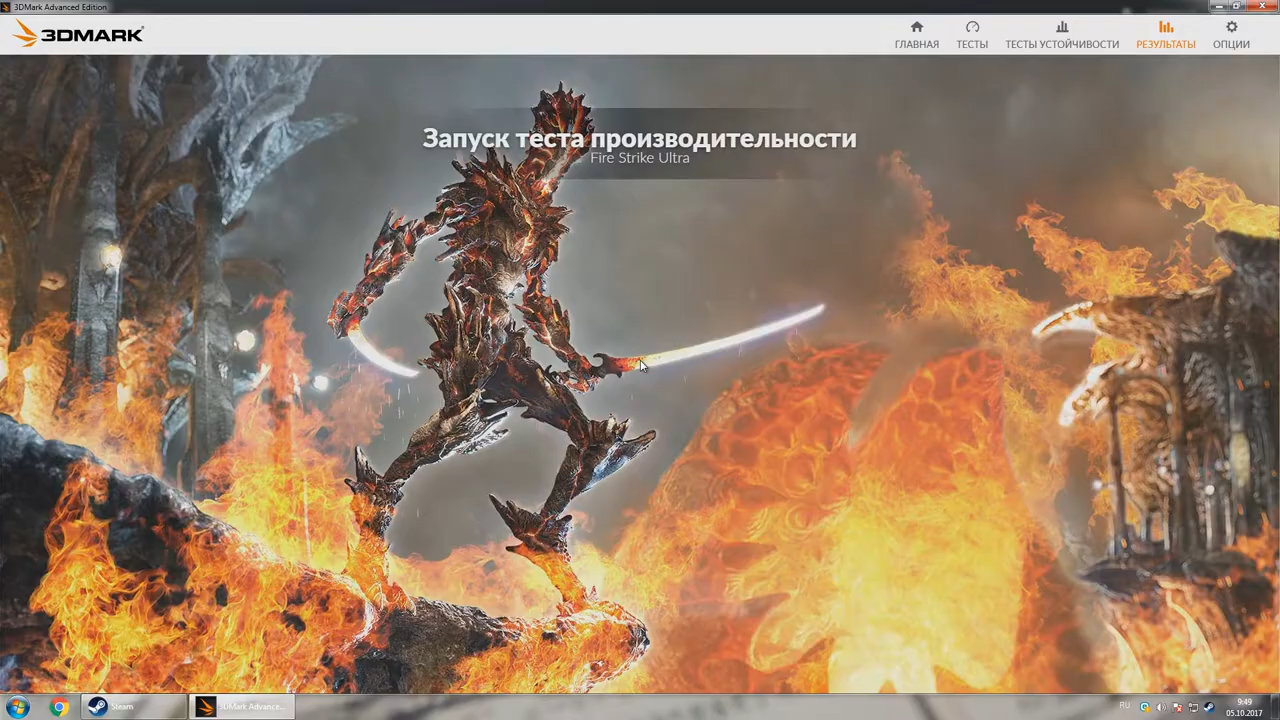 3DMark Advanced Edition
3DMARK
ГЛАВНАЯ
ТЕСТЫ
ТЕСТЫ УСТОЙЧИВОСТИ
РЕЗУЛЬТАТЫ
ОПЦИИ
Запуск теста производительности
Fire Strike Ultra
Steam
3DMark Advance...
RU
9:49
05.10.2017